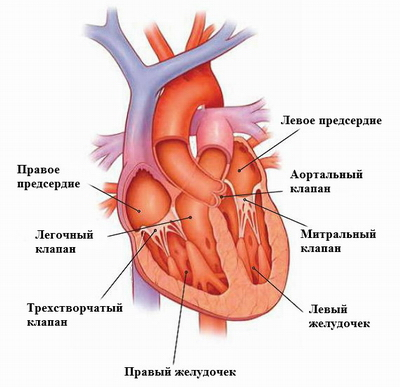 Левое предсердие
Аортальный
клапан
Правое
предсердие
Легочный
клапан
Митральный
клапан
Трехстворчатый
клапан
Левый
желудочек
Правый желудочек